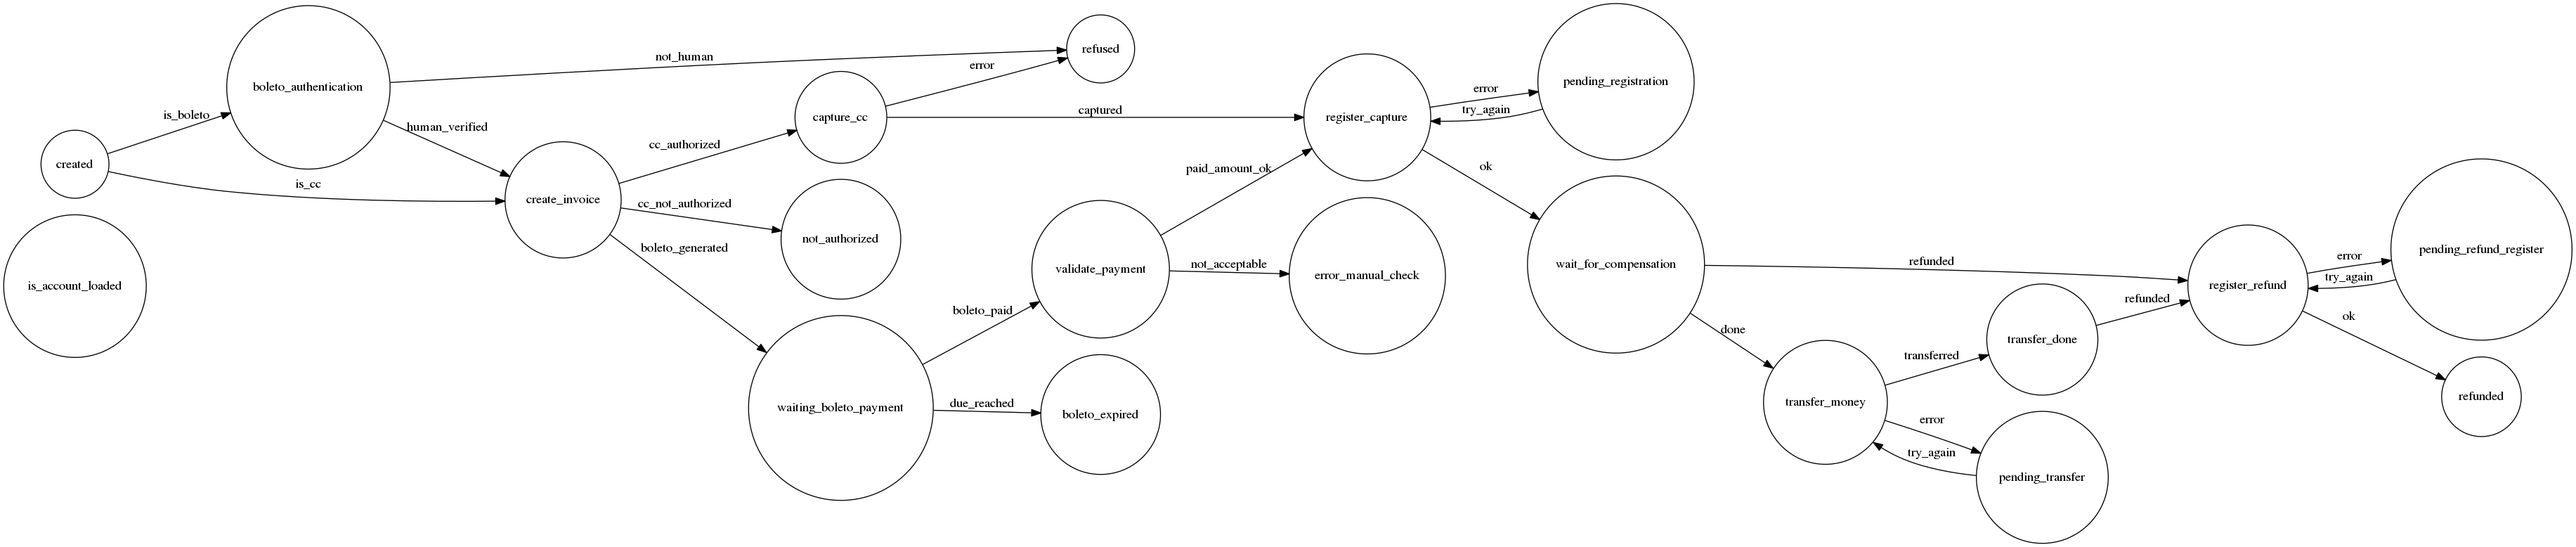 created
is_account_loaded
is_boleto
is_cc
boleto_authentication
not_human
human_verified
create_invoice
cc_authorized
cc_not_authorized
boleto_generated
capture_cc
not_authorized
waiting_boleto_payment
error
captured
boleto_paid
due_reached
refused
validate_payment
boleto_expired
paid_amount_ok
not_acceptable
register_capture
error_manual_check
error
try_again
ok
pending_registration
wait_for_compensation
refunded
done
transfer_money
transferred
error
try_again
transfer_done
pending_transfer
refunded
register_refund
error
try_again
ok
pending_refund_register
refunded